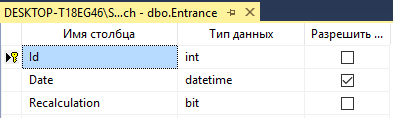 DESKTOP-T18EG46\S...ch - dbo.Entrance
Имя столбца Тип данных Разрешить ...
Id int
Date datetime
Recalculation bit